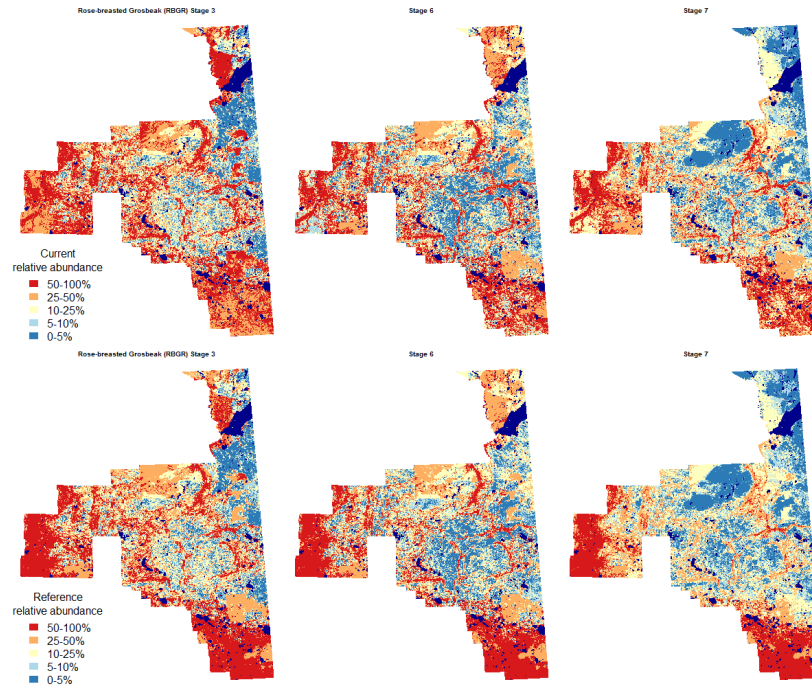 Rose-breasted Grosbeak (RBGR) Stage 3
Stage 6
Stage 7
Current
relative abundance
50-100%
25-50%
10-25%
5-10%
0-5%
Rose-breasted Grosbeak (RBGR) Stage 3
Stage 6
Stage 7
Reference
relative abundance
50-100%
25-50%
10-25%
5-10%
0-5%